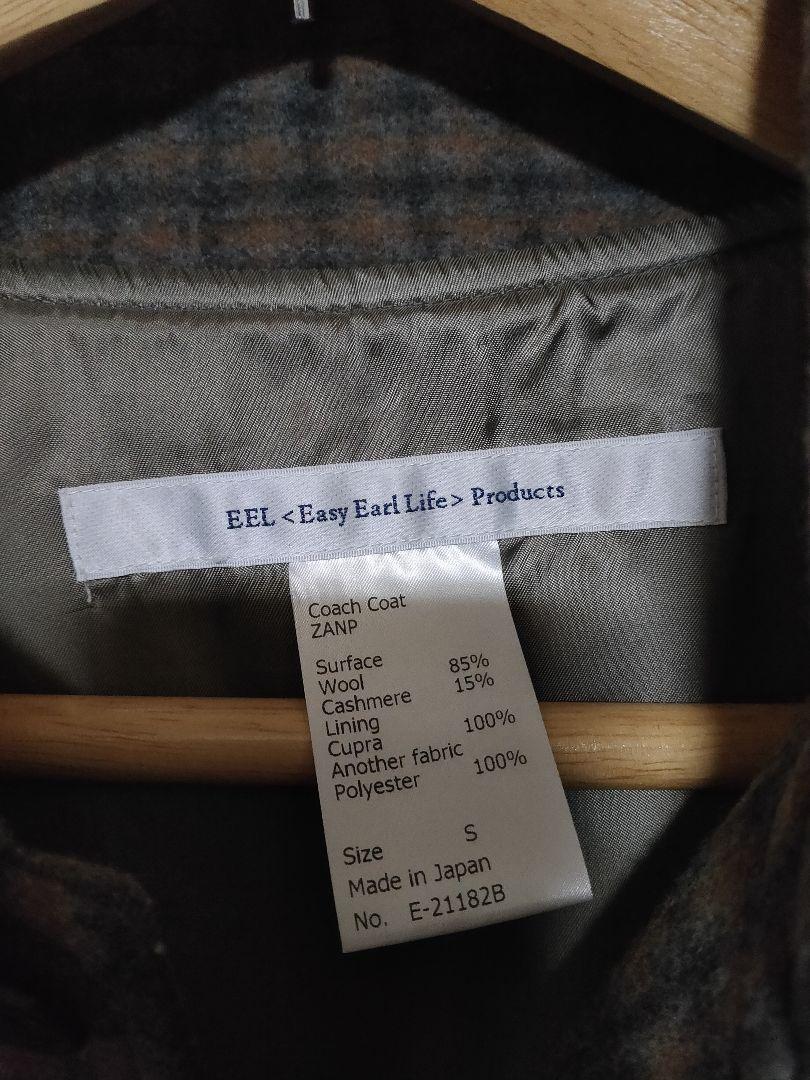 EEL <Easy Earl Life> Products
Coach Coat
ZANP
Surface
Wool 85%
Cashmere 15%
Lining
Cupra 100%
Another fabric
Polyester 100%
Size S
Made in Japan
No. E-21182B